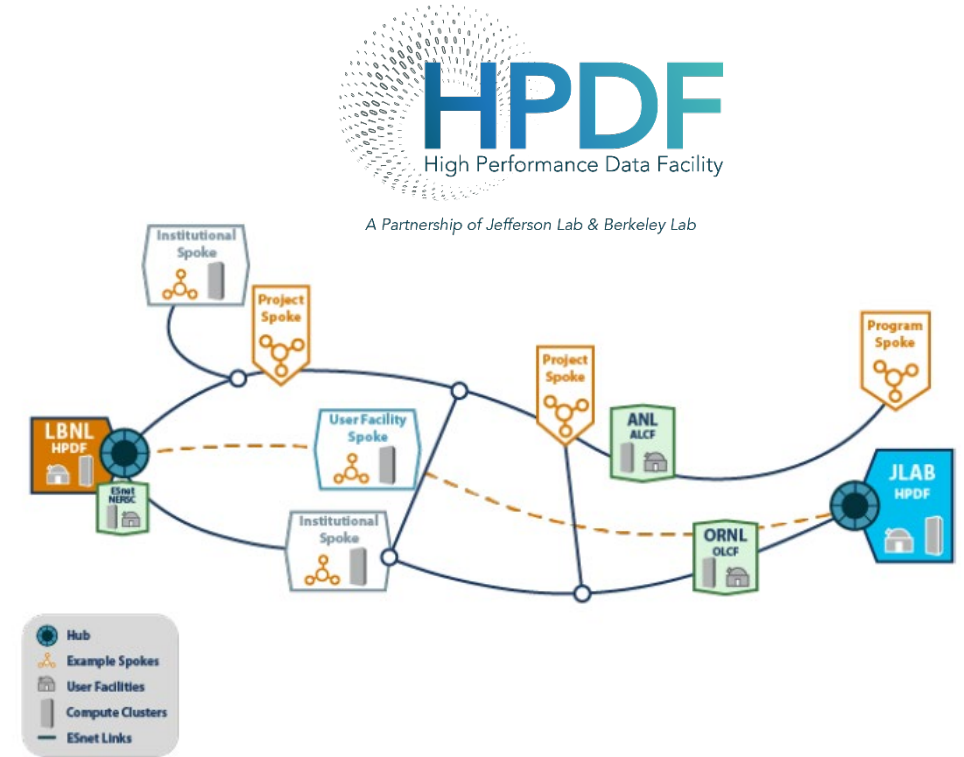 HPDF
High Performance Data Facility
A Partnership of Jefferson Lab & Berkeley Lab
Institutional
Spoke
Project
Spoke
Program
Spoke
Project
Spoke
User Facility
Spoke
ANL
ALCF
LBNL
HPDF
JLAB
HPDF
ESnet
NERSC
Institutional
Spoke
ORNL
OLCF
Hub
Example Spokes
User Facilities
Compute Clusters
ESnet Links